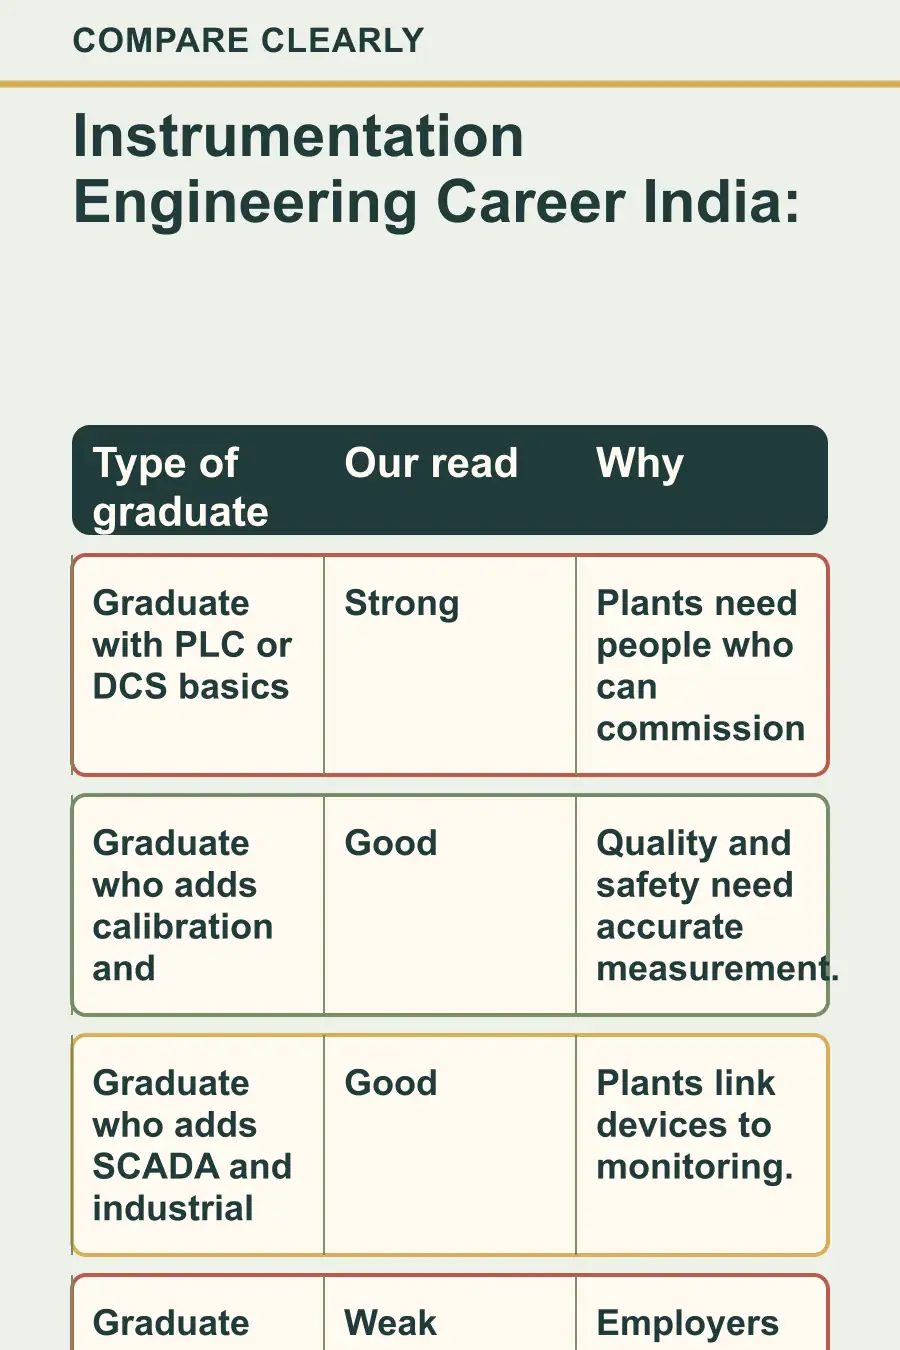 COMPARE CLEARLY
Instrumentation
Engineering Career India:
Type of graduate | Our read | Why
Graduate with PLC or DCS basics | Strong | Plants need people who can commission
Graduate who adds calibration and | Good | Quality and safety need accurate measurement.
Graduate who adds SCADA and industrial | Good | Plants link devices to monitoring.
Graduate | Weak | Employers